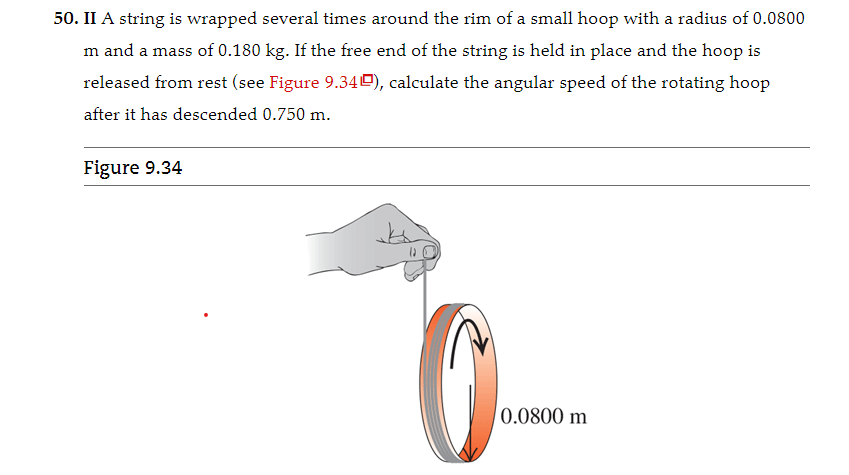 50. II A string is wrapped several times around the rim of a small hoop with a radius of 0.0800
m and a mass of 0.180 kg. If the free end of the string is held in place and the hoop is
released from rest (see Figure 9.34), calculate the angular speed of the rotating hoop
after it has descended 0.750 m.
Figure 9.34
0.0800 m